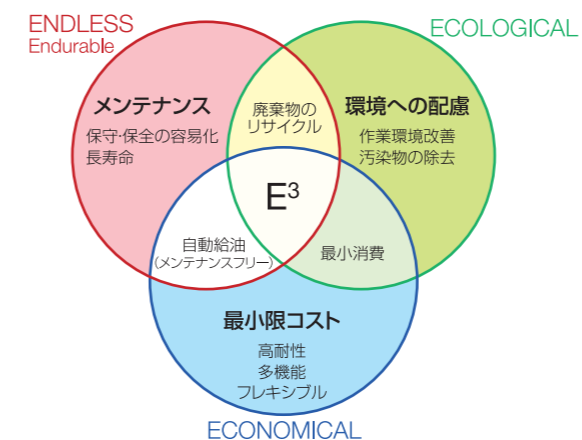 ENDLESS
Endurable
ECOLOGICAL
メンテナンス
保守・保全の容易化
長寿命
廃棄物の
リサイクル
環境への配慮
作業環境改善
汚染物の除去
E³
自動給油
(メンテナンスフリー)
最小消費
最小限コスト
高耐性
多機能
フレキシブル
ECONOMICAL